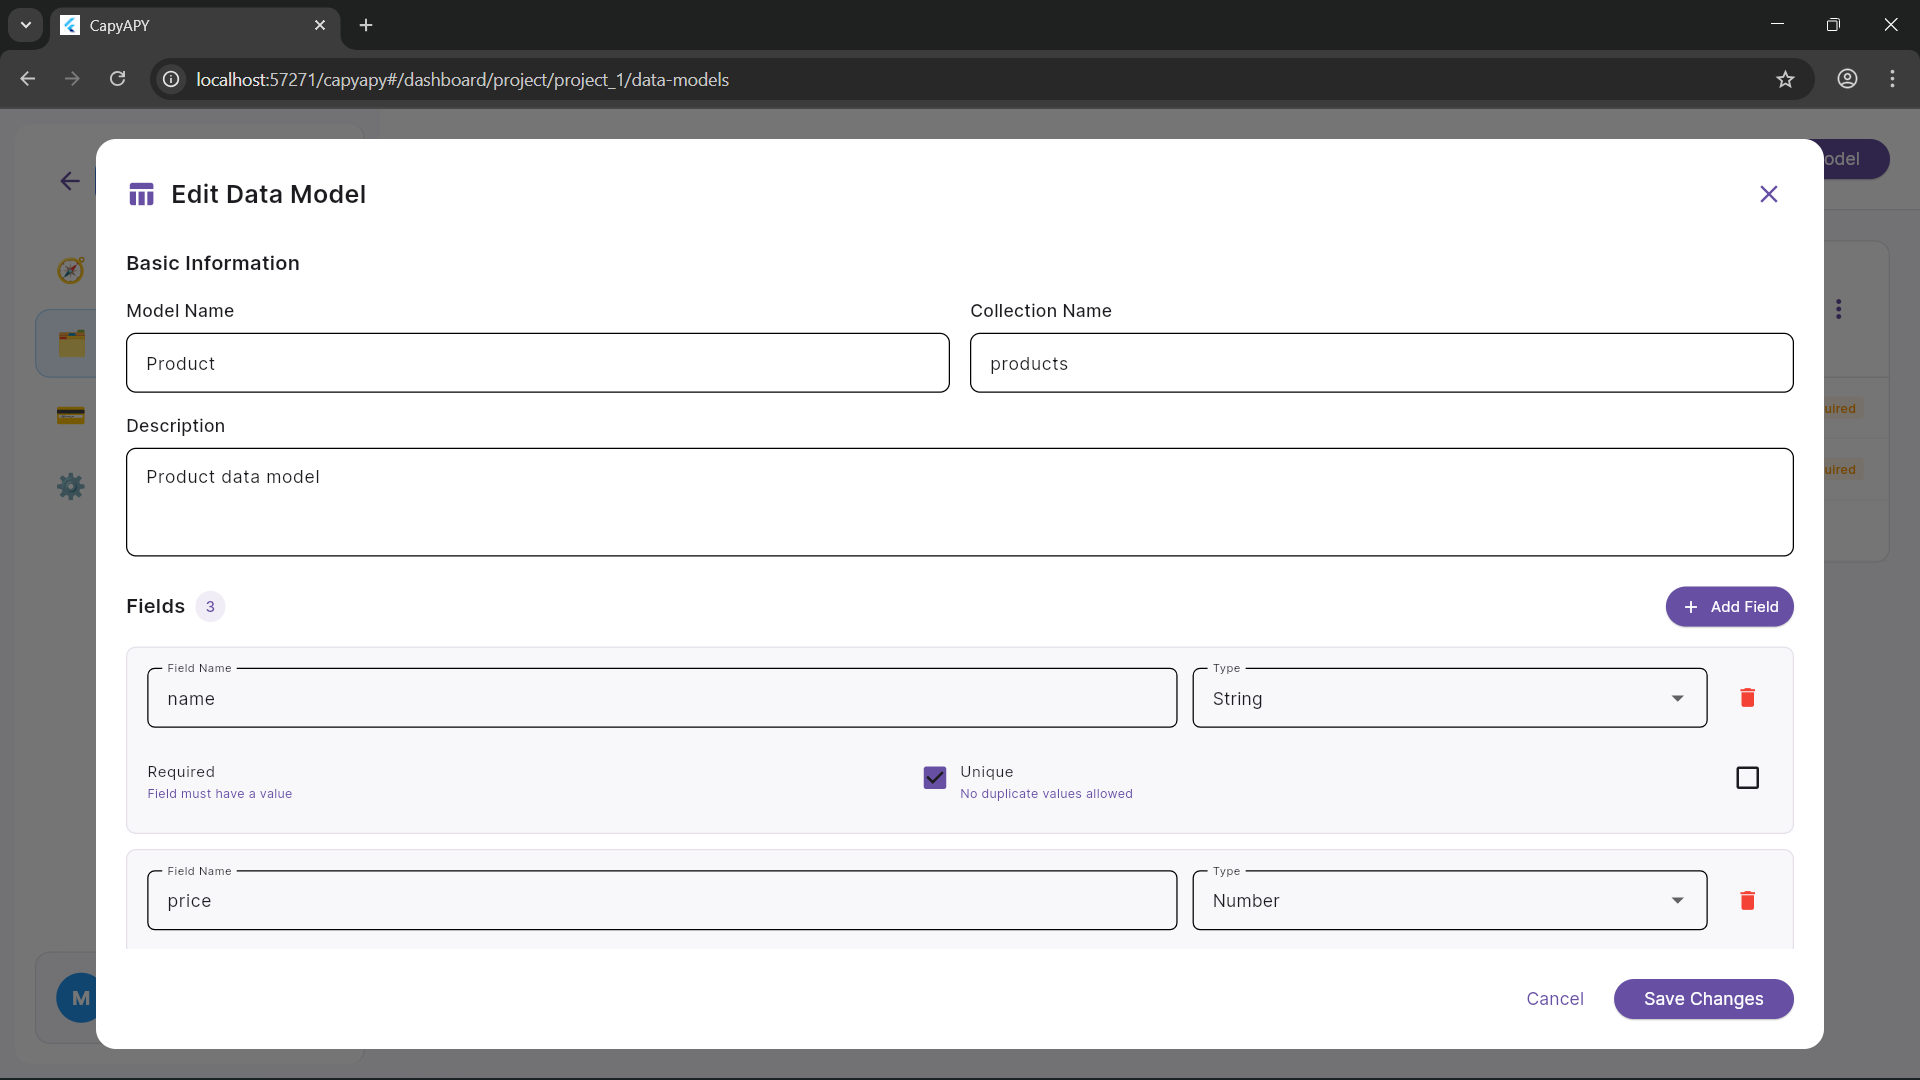 CapyAPY
localhost:57271/capyapy#/dashboard/project/project_1/data-models
odel
Edit Data Model
Basic Information
Model Name
Collection Name
Product
products
uired
Description
Product data model
uired
Fields 3
Add Field
Field Name
name
Type
String
Required
Field must have a value
Unique
No duplicate values allowed
Field Name
price
Type
Number
M
Cancel
Save Changes